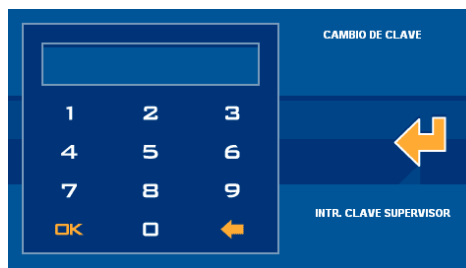 CAMBIO DE CLAVE
1 2 3
4 5 6
7 8 9
OK 0
INTR. CLAVE SUPERVISOR